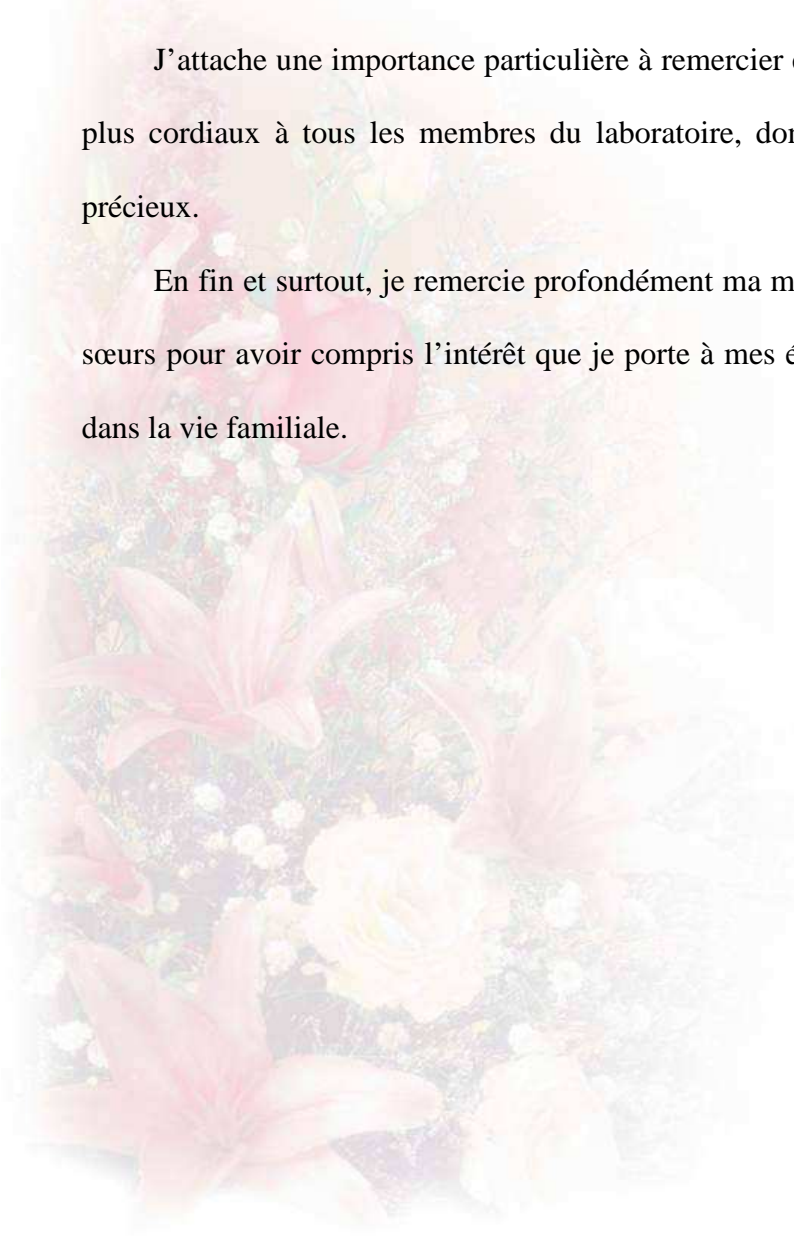 J’attache une importance particulière à remercier
plus cordiaux à tous les membres du laboratoire,
précieux.
En fin et surtout, je remercie profondément ma
sœurs pour avoir compris l’intérêt que je porte à mes
dans la vie familiale.